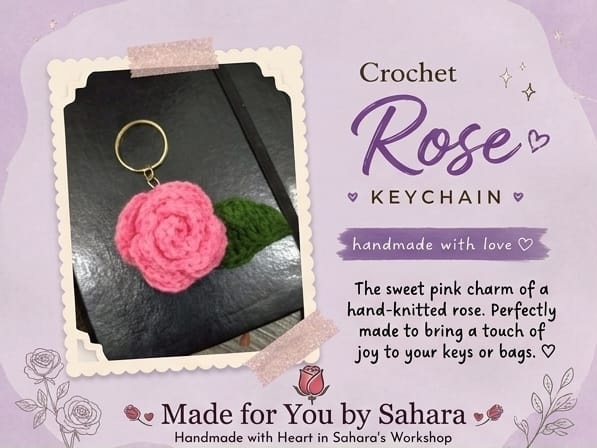 Crochet
Rose
KEYCHAIN
handmade with love ♡
The sweet pink charm of a
hand-knitted rose. Perfectly
made to bring a touch of
joy to your keys or bags. ♡
Made for You by Sahara
Handmade with Heart in Sahara's Workshop